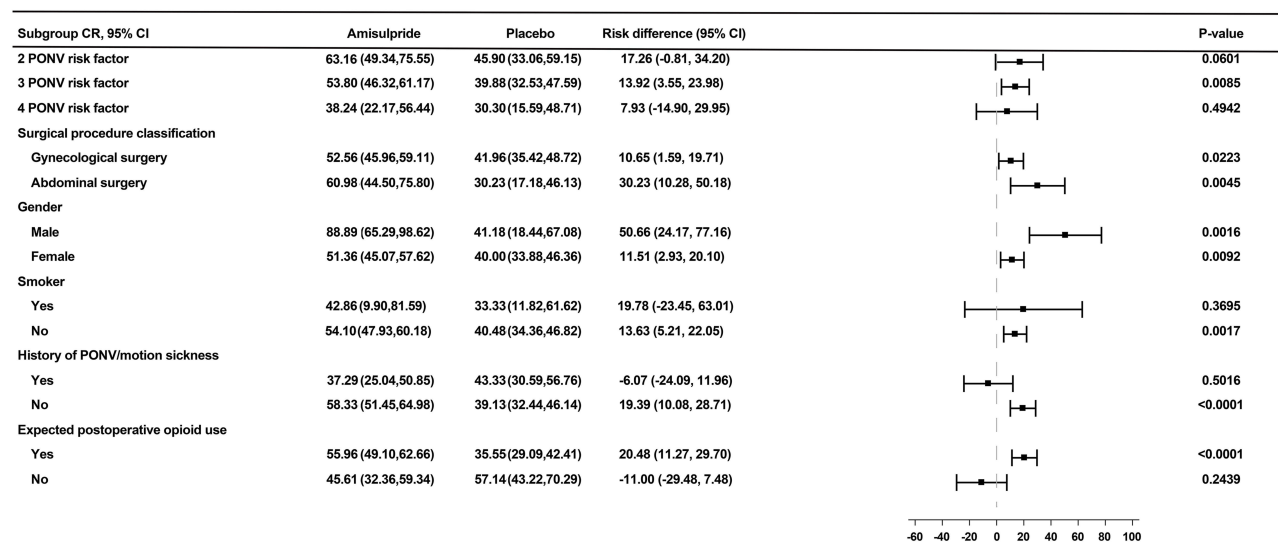 Subgroup CR, 95% CI Amisulpride Placebo Risk difference (95% CI) P-value
2 PONV risk factor 63.16 (49.34,75.55) 45.90 (33.06,59.15) 17.26 (-0.81, 34.20) 0.0601
3 PONV risk factor 53.80 (46.32,61.17) 39.88 (32.53,47.59) 13.92 (3.55, 23.98) 0.0085
4 PONV risk factor 38.24 (22.17,56.44) 30.30 (15.59,48.71) 7.93 (-14.90, 29.95) 0.4942
Surgical procedure classification
Gynecological surgery 52.56 (45.96,59.11) 41.96 (35.42,48.72) 10.65 (1.59, 19.71) 0.0223
Abdominal surgery 60.98 (44.50,75.80) 30.23 (17.18,46.13) 30.23 (10.28, 50.18) 0.0045
Gender
Male 88.89 (65.29,98.62) 41.18 (18.44,67.08) 50.66 (24.17, 77.16) 0.0016
Female 51.36 (45.07,57.62) 40.00 (33.88,46.36) 11.51 (2.93, 20.10) 0.0092
Smoker
Yes 42.86 (9.90,81.59) 33.33 (11.82,61.62) 19.78 (-23.45, 63.01) 0.3695
No 54.10 (47.93,60.18) 40.48 (34.36,46.82) 13.63 (5.21, 22.05) 0.0017
History of PONV/motion sickness
Yes 37.29 (25.04,50.85) 43.33 (30.59,56.76) -6.07 (-24.09, 11.96) 0.5016
No 58.33 (51.45,64.98) 39.13 (32.44,46.14) 19.39 (10.08, 28.71) <0.0001
Expected postoperative opioid use
Yes 55.96 (49.10,62.66) 35.55 (29.09,42.41) 20.48 (11.27, 29.70) <0.0001
No 45.61 (32.36,59.34) 57.14 (43.22,70.29) -11.00 (-29.48, 7.48) 0.2439
-60 -40 -20 0 20 40 60 80 100